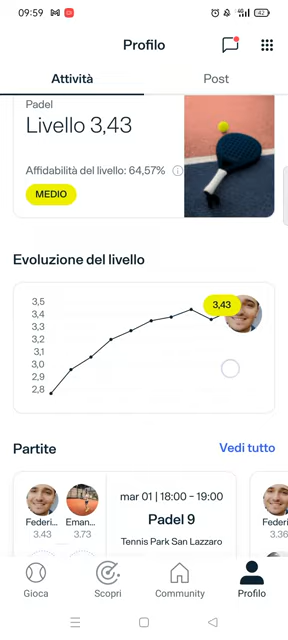 09:59
42
Profilo
Attività
Post
Padel
Livello 3,43
Affidabilità del livello: 64,57%
MEDIO
Evoluzione del livello
3,5
3,4
3,3
3,2
3,1
3,0
2,9
2,8
3,43
Partite
Vedi tutto
Federi...
3.43
Eman...
3.73
mar 01 | 18:00 – 19:00
Padel 9
Tennis Park San Lazzaro
Federi
3.36
Gioca
Scopri
Community
Profilo